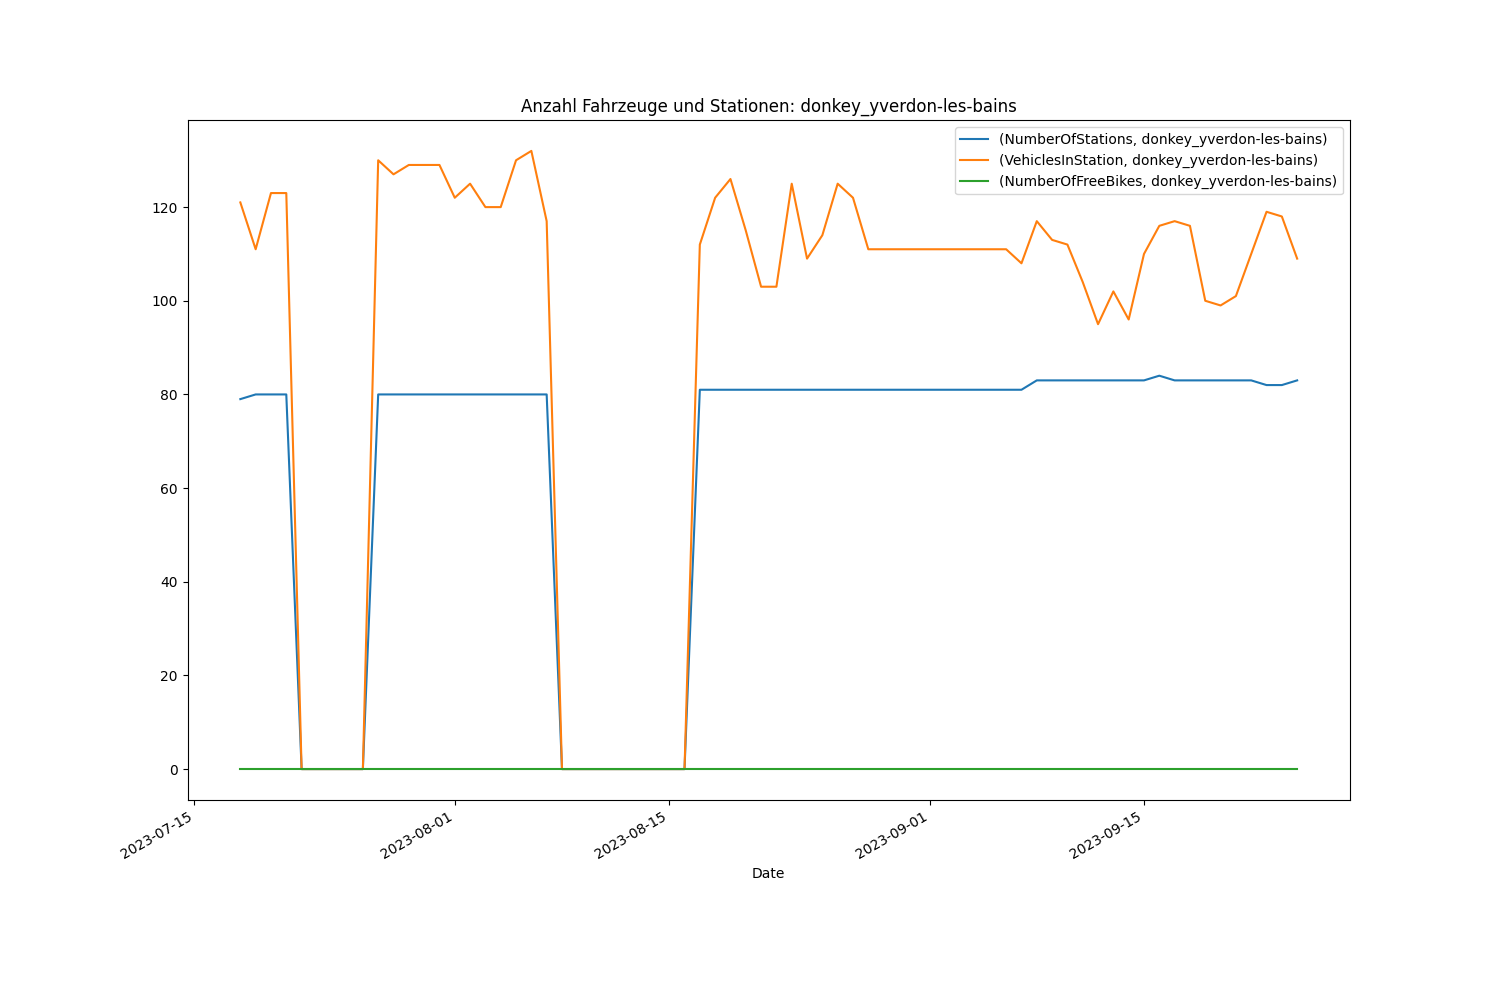 Anzahl Fahrzeuge und Stationen: donkey_yverdon-les-bains
(NumberOfStations, donkey_yverdon-les-bains)
(VehiclesInStation, donkey_yverdon-les-bains)
(NumberOfFreeBikes, donkey_yverdon-les-bains)
120
100
80
60
40
20
0
2023-07-15
2023-08-01
2023-08-15
2023-09-01
2023-09-15
Date